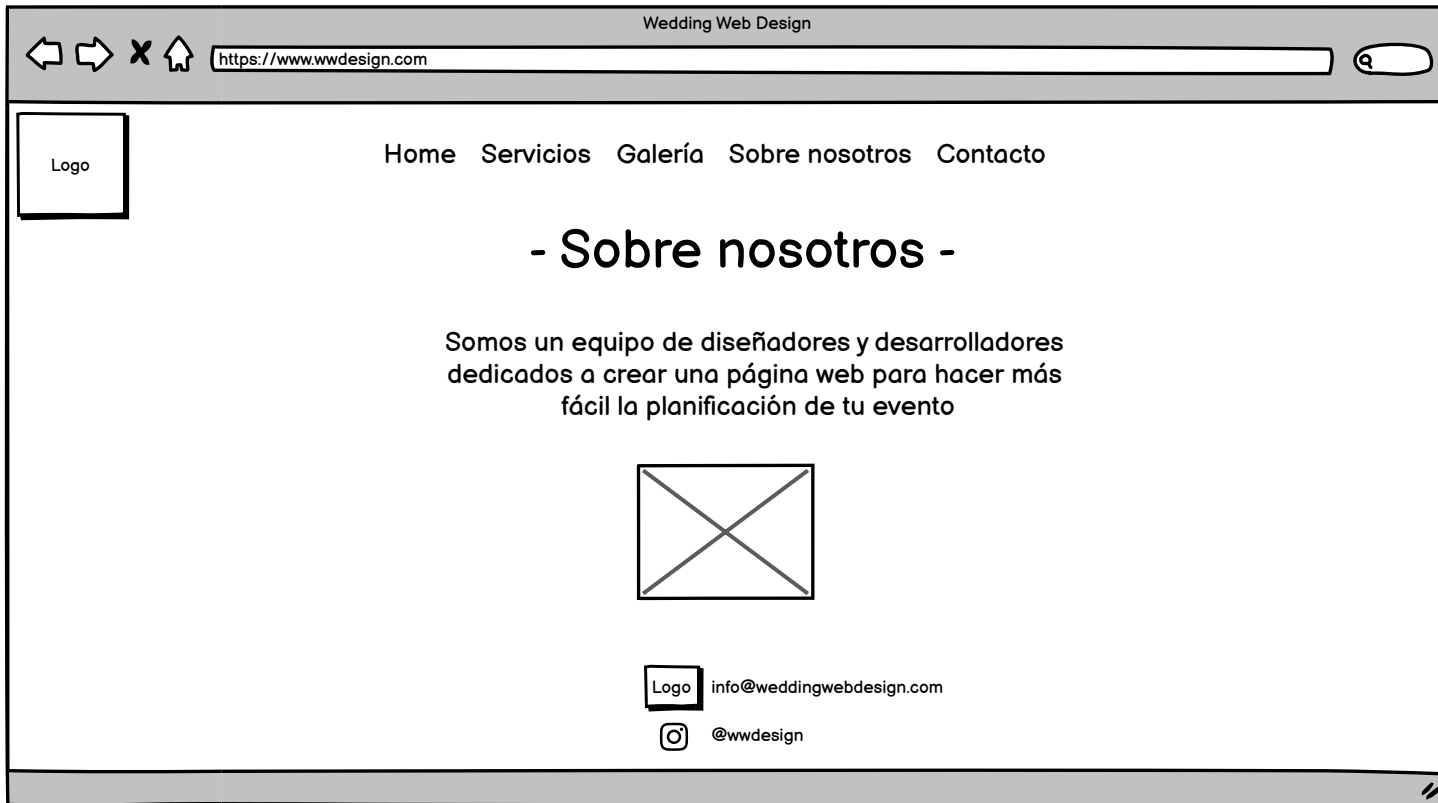 Wedding Web Design
https://www.wwdesign.com
Logo
Home Servicios Galería Sobre nosotros Contacto
- Sobre nosotros -
Somos un equipo de diseñadores y desarrolladores
dedicados a crear una página web para hacer más
fácil la planificación de tu evento
Logo info@weddingwebdesign.com
@wwdesign